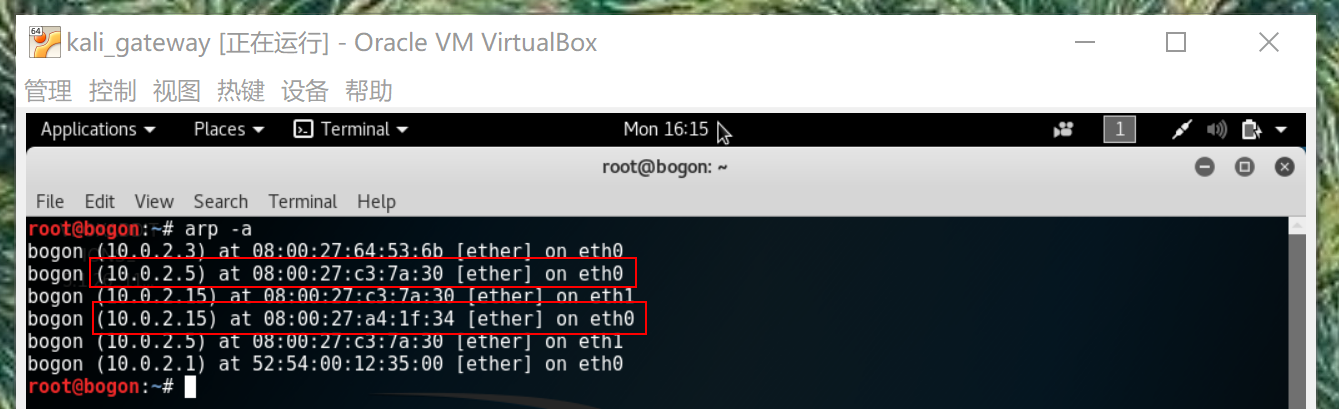 64 kali_gateway [正在运行] - Oracle VM VirtualBox
管理 控制 视图 热键 设备 帮助
Applications Places Terminal Mon 16:15 1
root@bogon: ~
File Edit View Search Terminal Help
root@bogon:~# arp -a
bogon (10.0.2.3) at 08:00:27:64:53:6b [ether] on eth0
bogon (10.0.2.5) at 08:00:27:c3:7a:30 [ether] on eth0
bogon (10.0.2.15) at 08:00:27:c3:7a:30 [ether] on eth1
bogon (10.0.2.15) at 08:00:27:a4:1f:34 [ether] on eth0
bogon (10.0.2.5) at 08:00:27:c3:7a:30 [ether] on eth1
bogon (10.0.2.1) at 52:54:00:12:35:00 [ether] on eth0
root@bogon:~#